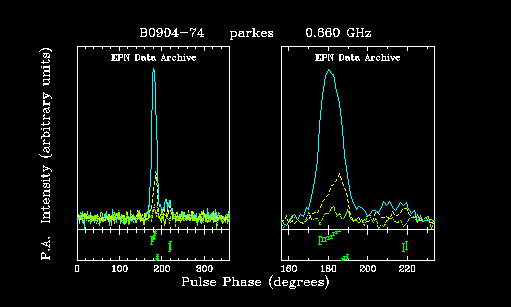 B0904-74 parkes 0.660 GHz
EPN Data Archive EPN Data Archive
Intensity (arbitrary units)
P.A.
0 100 200 300 160 180 200 220
Pulse Phase (degrees)